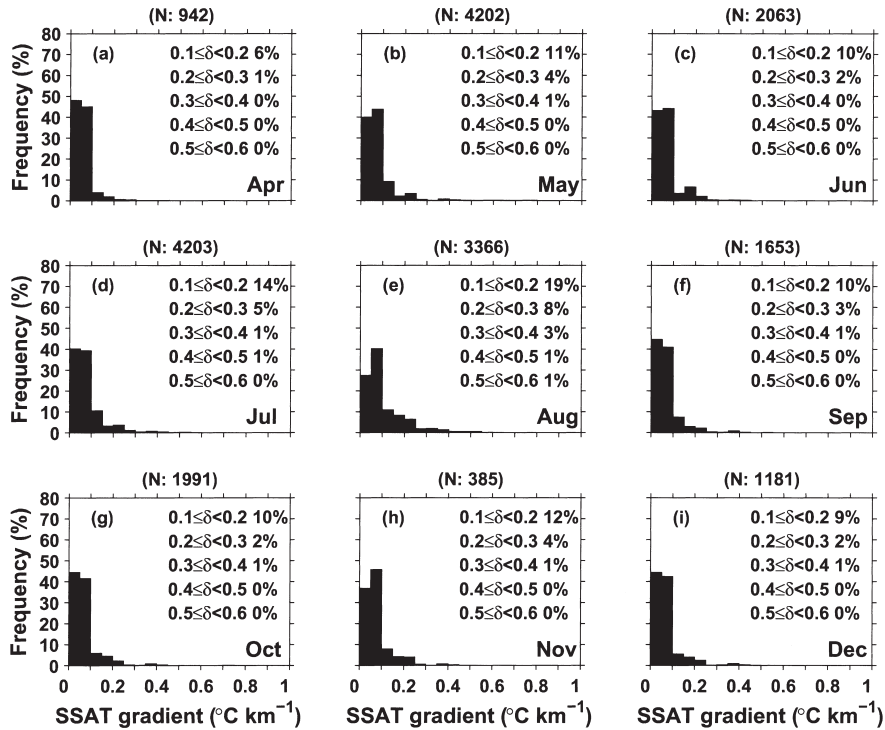 (N: 942)
(N: 4202)
(N: 2063)
80
70
60
50
40
30
20
10
0
Frequency (%)
(a)
0.1≤δ<0.2 6%
0.2≤δ<0.3 1%
0.3≤δ<0.4 0%
0.4≤δ<0.5 0%
0.5≤δ<0.6 0%
Apr
(b)
0.1≤δ<0.2 11%
0.2≤δ<0.3 4%
0.3≤δ<0.4 1%
0.4≤δ<0.5 0%
0.5≤δ<0.6 0%
May
(c)
0.1≤δ<0.2 10%
0.2≤δ<0.3 2%
0.3≤δ<0.4 0%
0.4≤δ<0.5 0%
0.5≤δ<0.6 0%
Jun
(N: 4203)
(N: 3366)
(N: 1653)
80
70
60
50
40
30
20
10
0
Frequency (%)
(d)
0.1≤δ<0.2 14%
0.2≤δ<0.3 5%
0.3≤δ<0.4 1%
0.4≤δ<0.5 1%
0.5≤δ<0.6 0%
Jul
(e)
0.1≤δ<0.2 19%
0.2≤δ<0.3 8%
0.3≤δ<0.4 3%
0.4≤δ<0.5 1%
0.5≤δ<0.6 1%
Aug
(f)
0.1≤δ<0.2 10%
0.2≤δ<0.3 3%
0.3≤δ<0.4 1%
0.4≤δ<0.5 0%
0.5≤δ<0.6 0%
Sep
(N: 1991)
(N: 385)
(N: 1181)
80
70
60
50
40
30
20
10
0
Frequency (%)
(g)
0.1≤δ<0.2 10%
0.2≤δ<0.3 2%
0.3≤δ<0.4 1%
0.4≤δ<0.5 0%
0.5≤δ<0.6 0%
Oct
(h)
0.1≤δ<0.2 12%
0.2≤δ<0.3 4%
0.3≤δ<0.4 1%
0.4≤δ<0.5 0%
0.5≤δ<0.6 0%
Nov
(i)
0.1≤δ<0.2 9%
0.2≤δ<0.3 2%
0.3≤δ<0.4 1%
0.4≤δ<0.5 0%
0.5≤δ<0.6 0%
Dec
0 0.2 0.4 0.6 0.8 1
0 0.2 0.4 0.6 0.8 1
0 0.2 0.4 0.6 0.8 1
SSAT gradient (°C km⁻¹)
SSAT gradient (°C km⁻¹)
SSAT gradient (°C km⁻¹)